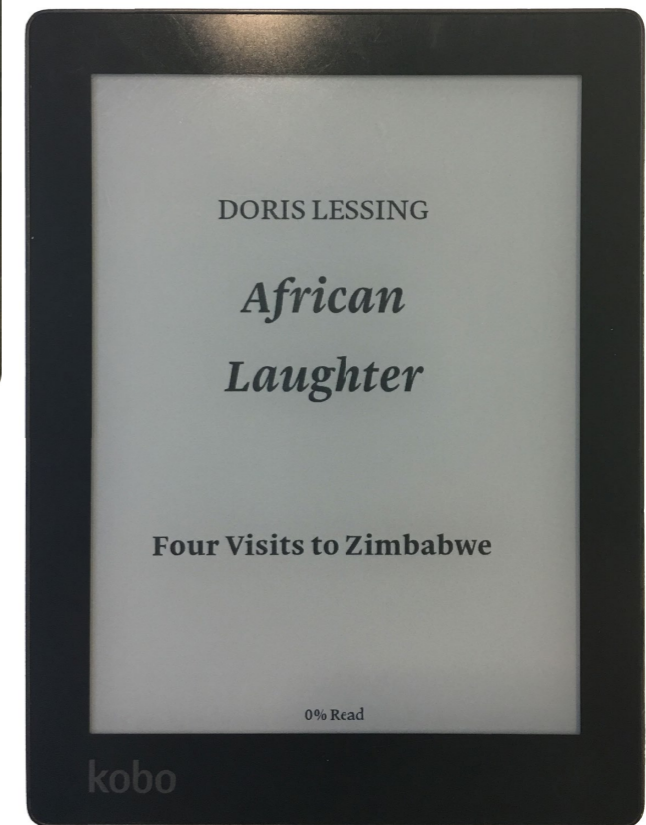 DORIS LESSING
African
Laughter
Four Visits to Zimbabwe
0% Read
kobo